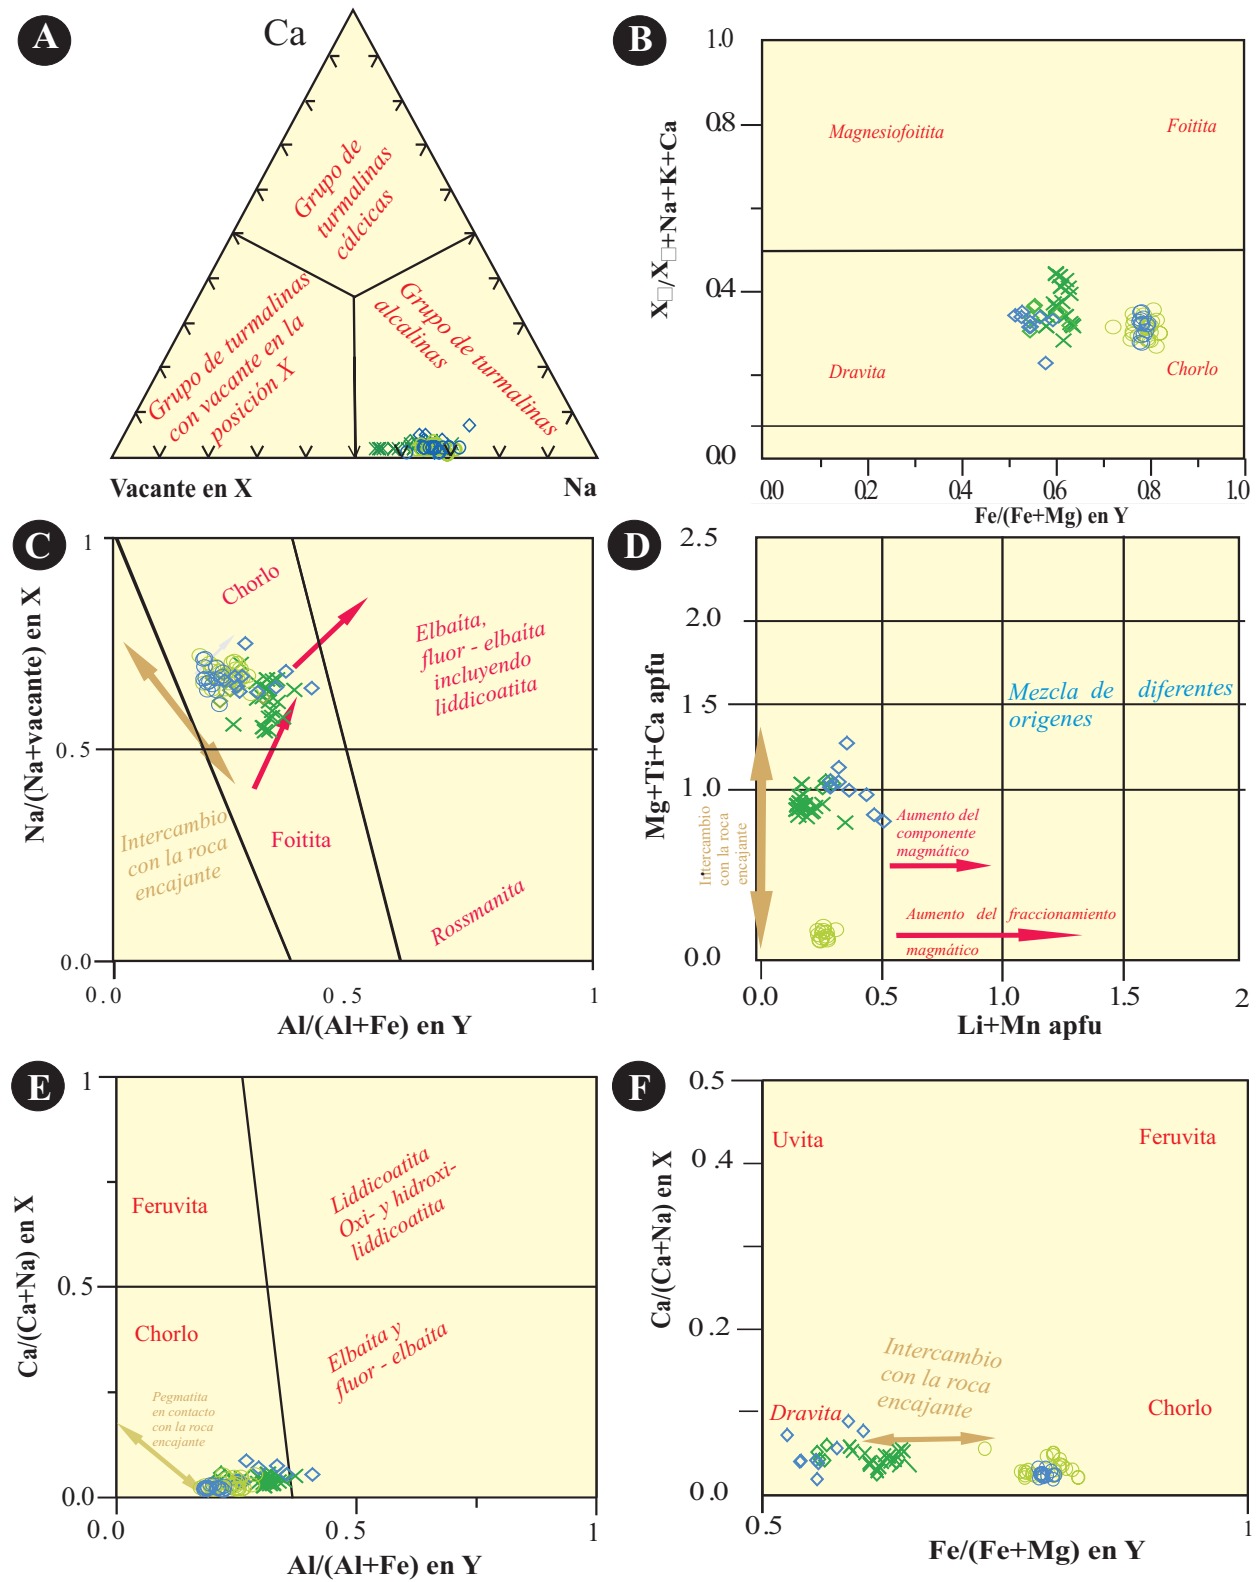 A
Ca
Grupo de
turmalinas
cálcicas
Grupo de turmalinas
con vacante en la
posición X
Grupo de turmalinas
alcalinas
Vacante en X
Na
B
1.0
0.8
0.4
0.0
X□/X□+Na+K+Ca
Magnesiofoitita
Foitita
Dravita
Chorlo
0.0
0.2
0.4
0.6
0.8
1.0
Fe/(Fe+Mg) en Y
C
1
0.5
0.0
Na/(Na+vacante) en X
Chorlo
Elbaíta,
fluor - elbaíta
incluyendo
liddicoatita
Intercambio
con la roca
encajante
Foitita
Rossmanita
0.0
0.5
1
Al/(Al+Fe) en Y
D
2.5
2.0
1.5
1.0
0.0
Mg+Ti+Ca apfu
Mezcla de diferentes
origenes
Intercambio
con la roca
encajante
Aumento del
componente
magmático
Aumento del fraccionamiento
magmático
0.0
0.5
1.0
1.5
2
Li+Mn apfu
E
1
0.5
0.0
Ca/(Ca+Na) en X
Feruvita
Liddicoatita
Oxi- y hidroxi-
liddicoatita
Chorlo
Elbaíta y
fluor - elbaíta
Pegmatita
en contacto
con la roca
encajante
0.0
0.5
1
Al/(Al+Fe) en Y
F
0.5
0.4
0.2
0.0
Ca/(Ca+Na) en X
Uvita
Feruvita
Intercambio
con la roca
encajante
Dravita
Chorlo
0.5
1
Fe/(Fe+Mg) en Y